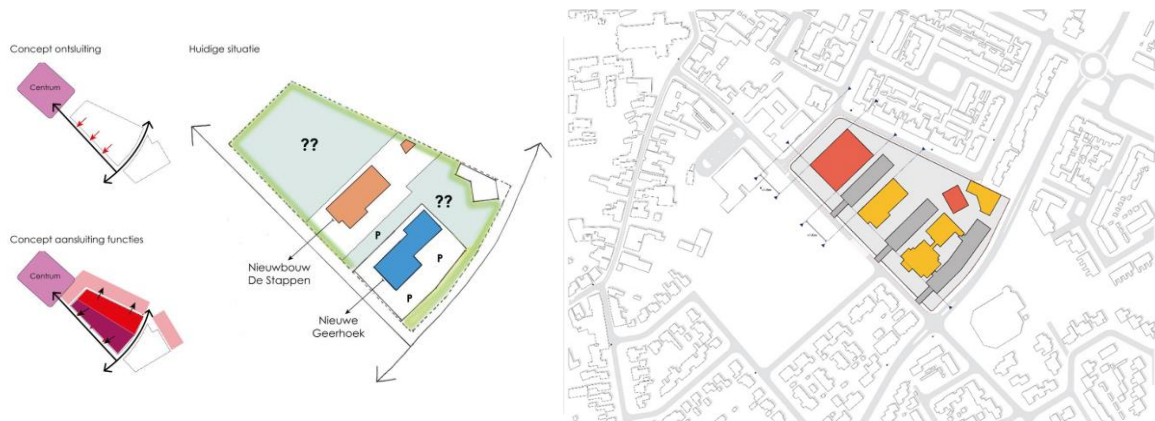 Concept ontsluiting
Centrum
Huidige situatie
??
??
P
P
P
Nieuwbouw
De Stappen
Nieuwe
Geerhoek
Concept aansluiting functies
Centrum